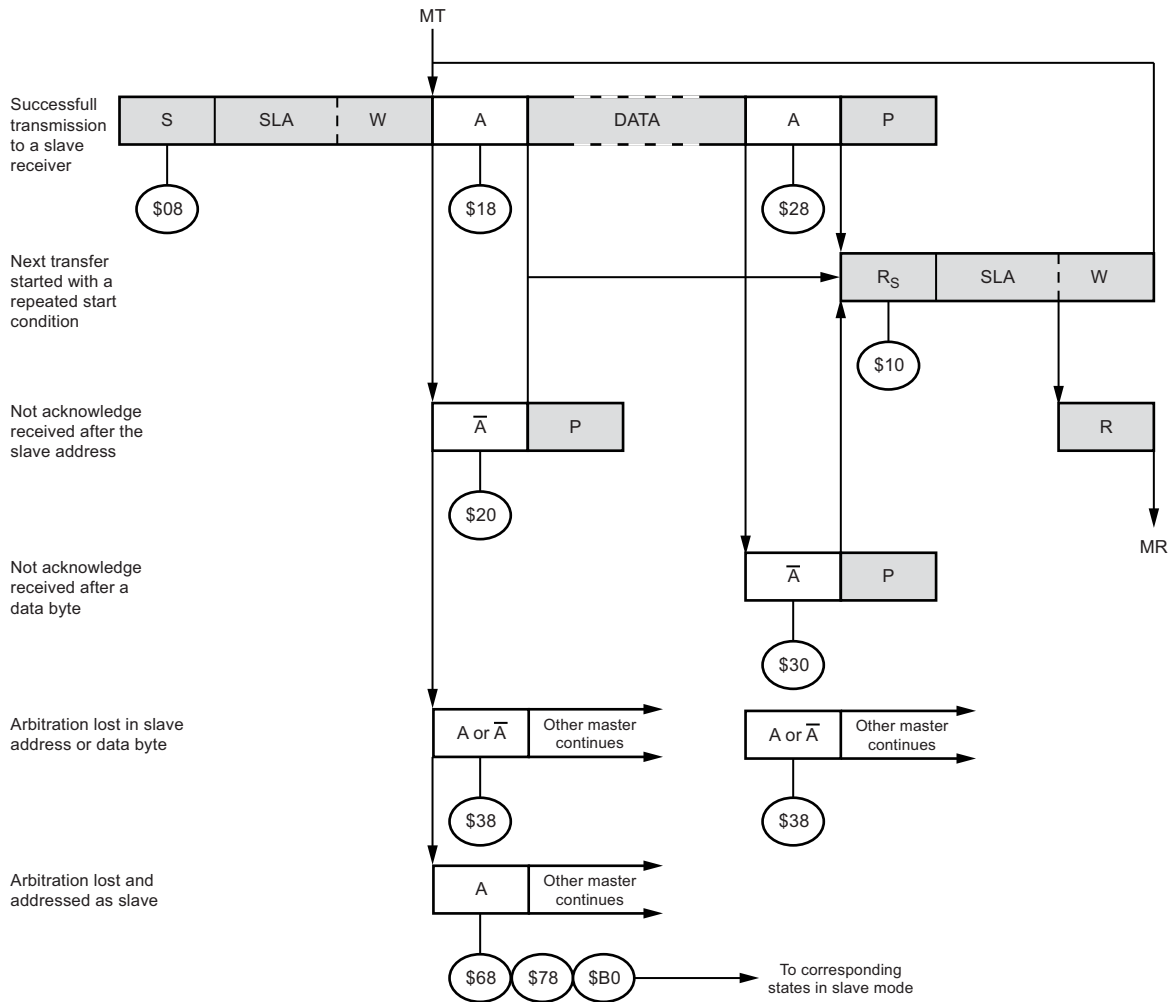 MT
Successfull
transmission
to a slave
receiver
S SLA W A DATA A P
$08 $18 $28
Next transfer
started with a
repeated start
condition
RS SLA W
$10
Not acknowledge
received after the
slave address
A̅ P R
$20
MR
Not acknowledge
received after a
data byte
A̅ P
$30
Arbitration lost in slave
address or data byte
A or A̅ Other master
continues
A or A̅ Other master
continues
$38 $38
Arbitration lost and
addressed as slave
A Other master
continues
$68 $78 $B0 To corresponding
states in slave mode